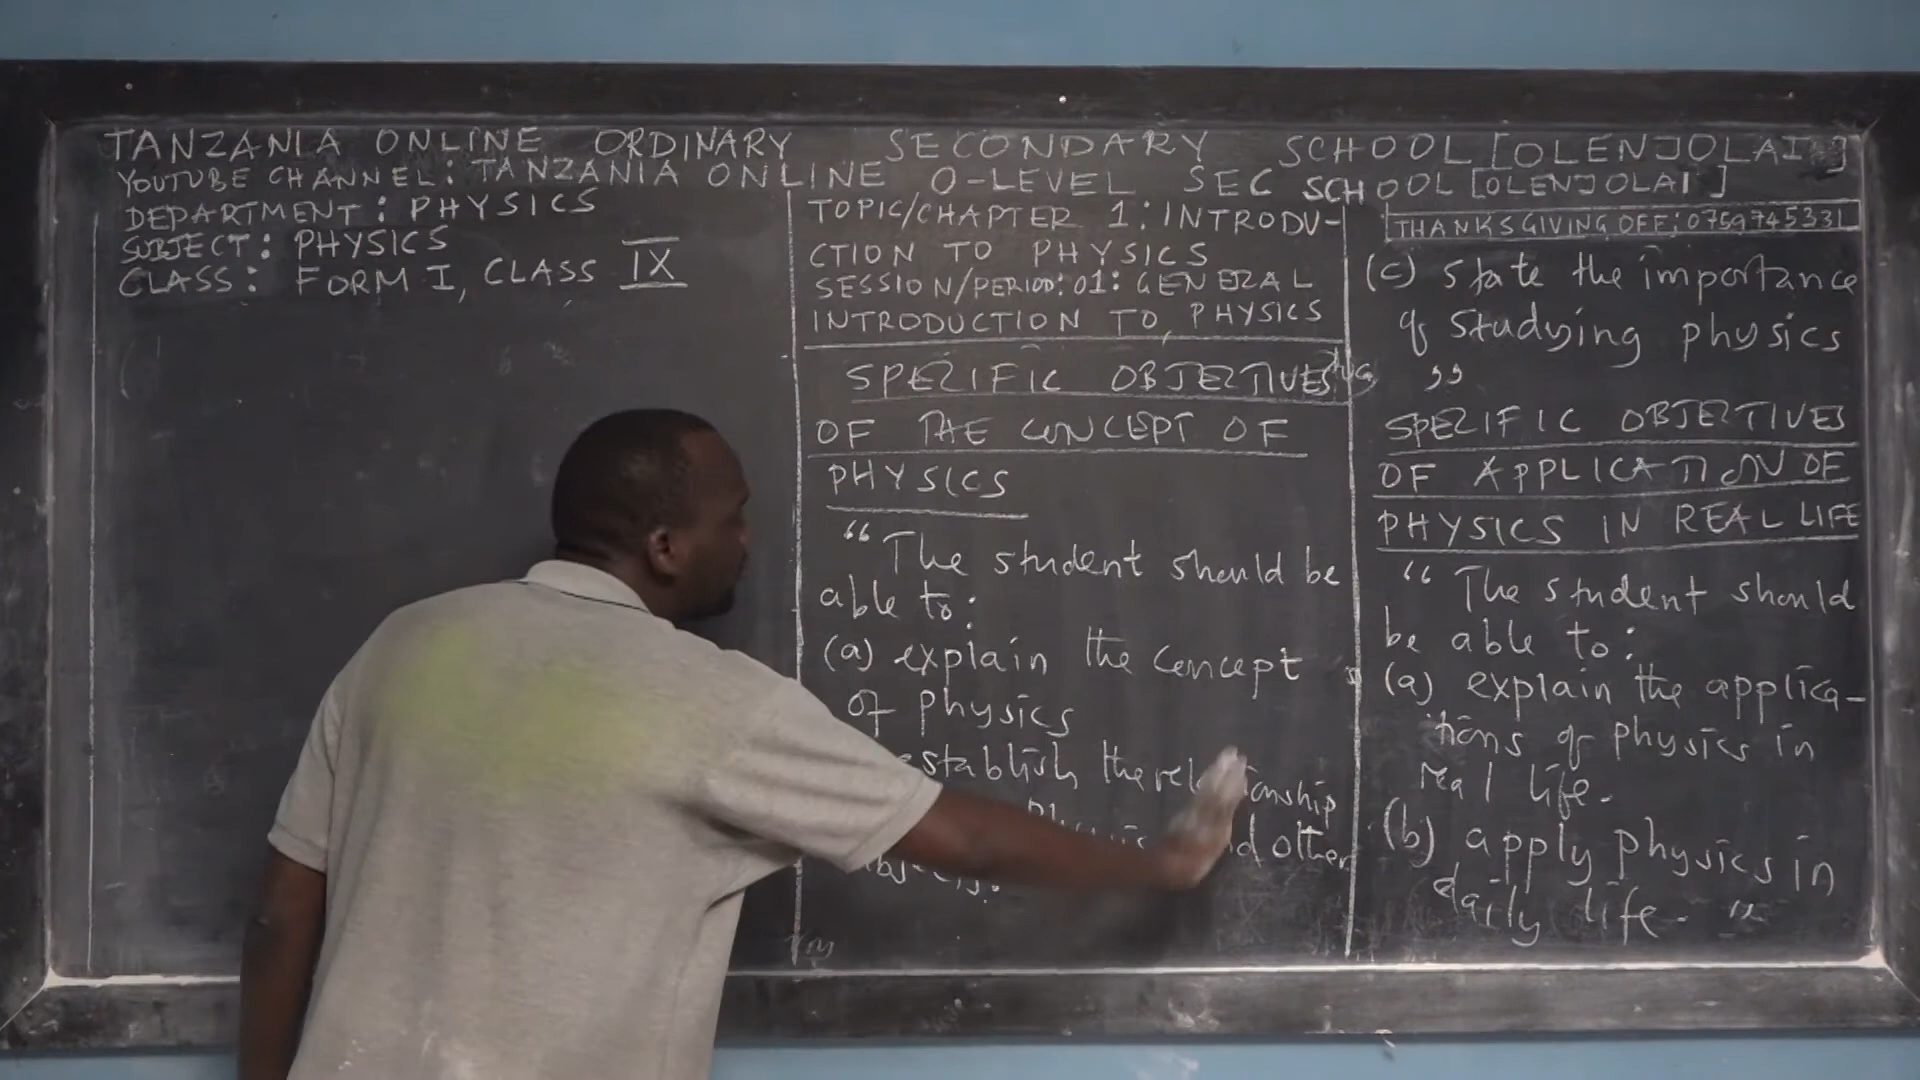 TANZANIA ONLINE ORDINARY SECONDARY SCHOOL [OLENJOLAI]
YOUTUBE CHANNEL: TANZANIA ONLINE O-LEVEL SEC SCHOOL [OLENJOLAI]
DEPARTMENT: PHYSICS
SUBJECT: PHYSICS
CLASS: FORM I, CLASS IX
TOPIC/CHAPTER 1: INTRODU-
CTION TO PHYSICS
SESSION/PERIOD: 01: GENERAL
INTRODUCTION TO PHYSICS
SPECIFIC OBJECTIVES
OF THE CONCEPT OF
PHYSICS
"The student should be
able to:
(a) explain the concept
of physics
establish the relationship
other
THANKS GIVING OFF: 0759745331
(c) state the importance
of studying physics
"
SPECIFIC OBJECTIVES
OF APPLICATION OF
PHYSICS IN REAL LIFE
"The student should
be able to:
(a) explain the applica-
tions of physics in
real life.
(b) apply physics in
daily life. "